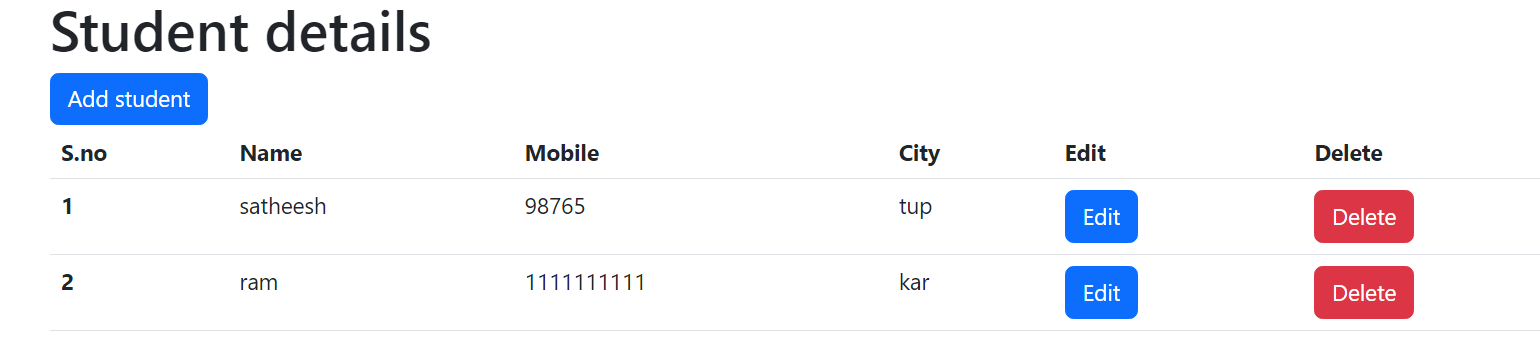 Student details
Add student
S.no Name Mobile City Edit Delete
1 satheesh 98765 tup Edit Delete
2 ram 1111111111 kar Edit Delete